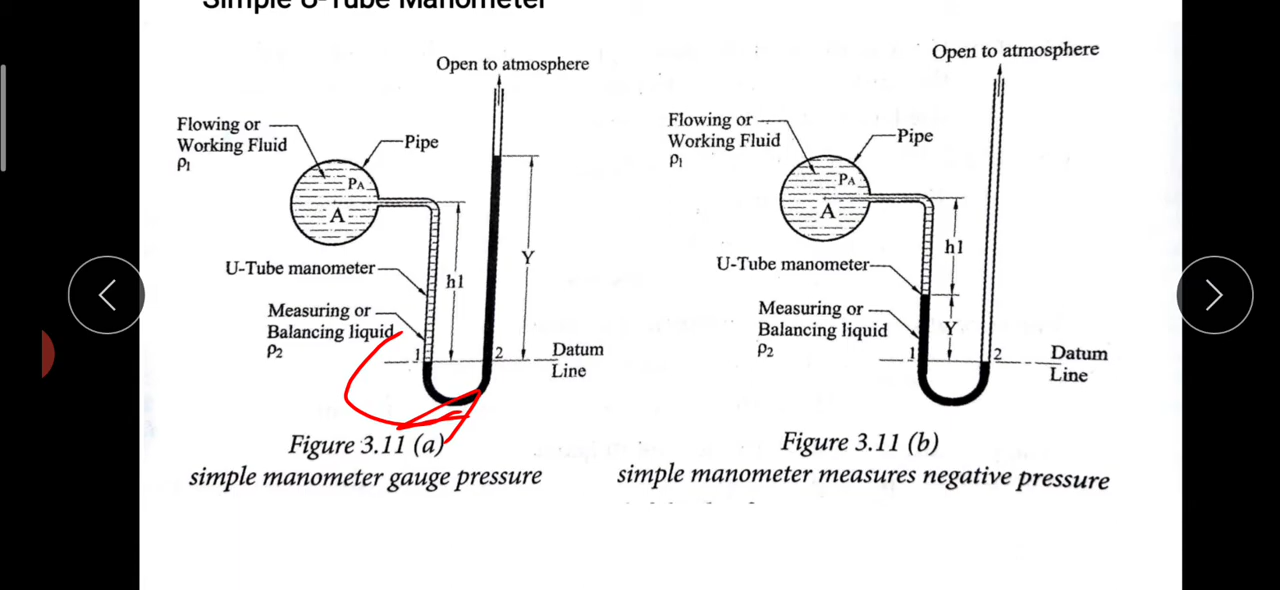 Simple U-Tube Manometer
Open to atmosphere
Flowing or
Working Fluid
ρ1
Pipe
PA
A
U-Tube manometer
h1
Y
Measuring or
Balancing liquid
ρ2
1
2
Datum
Line
Figure 3.11 (a)
simple manometer gauge pressure
Open to atmosphere
Flowing or
Working Fluid
ρ1
Pipe
PA
A
h1
U-Tube manometer
Measuring or
Balancing liquid
ρ2
Y
1
2
Datum
Line
Figure 3.11 (b)
simple manometer measures negative pressure